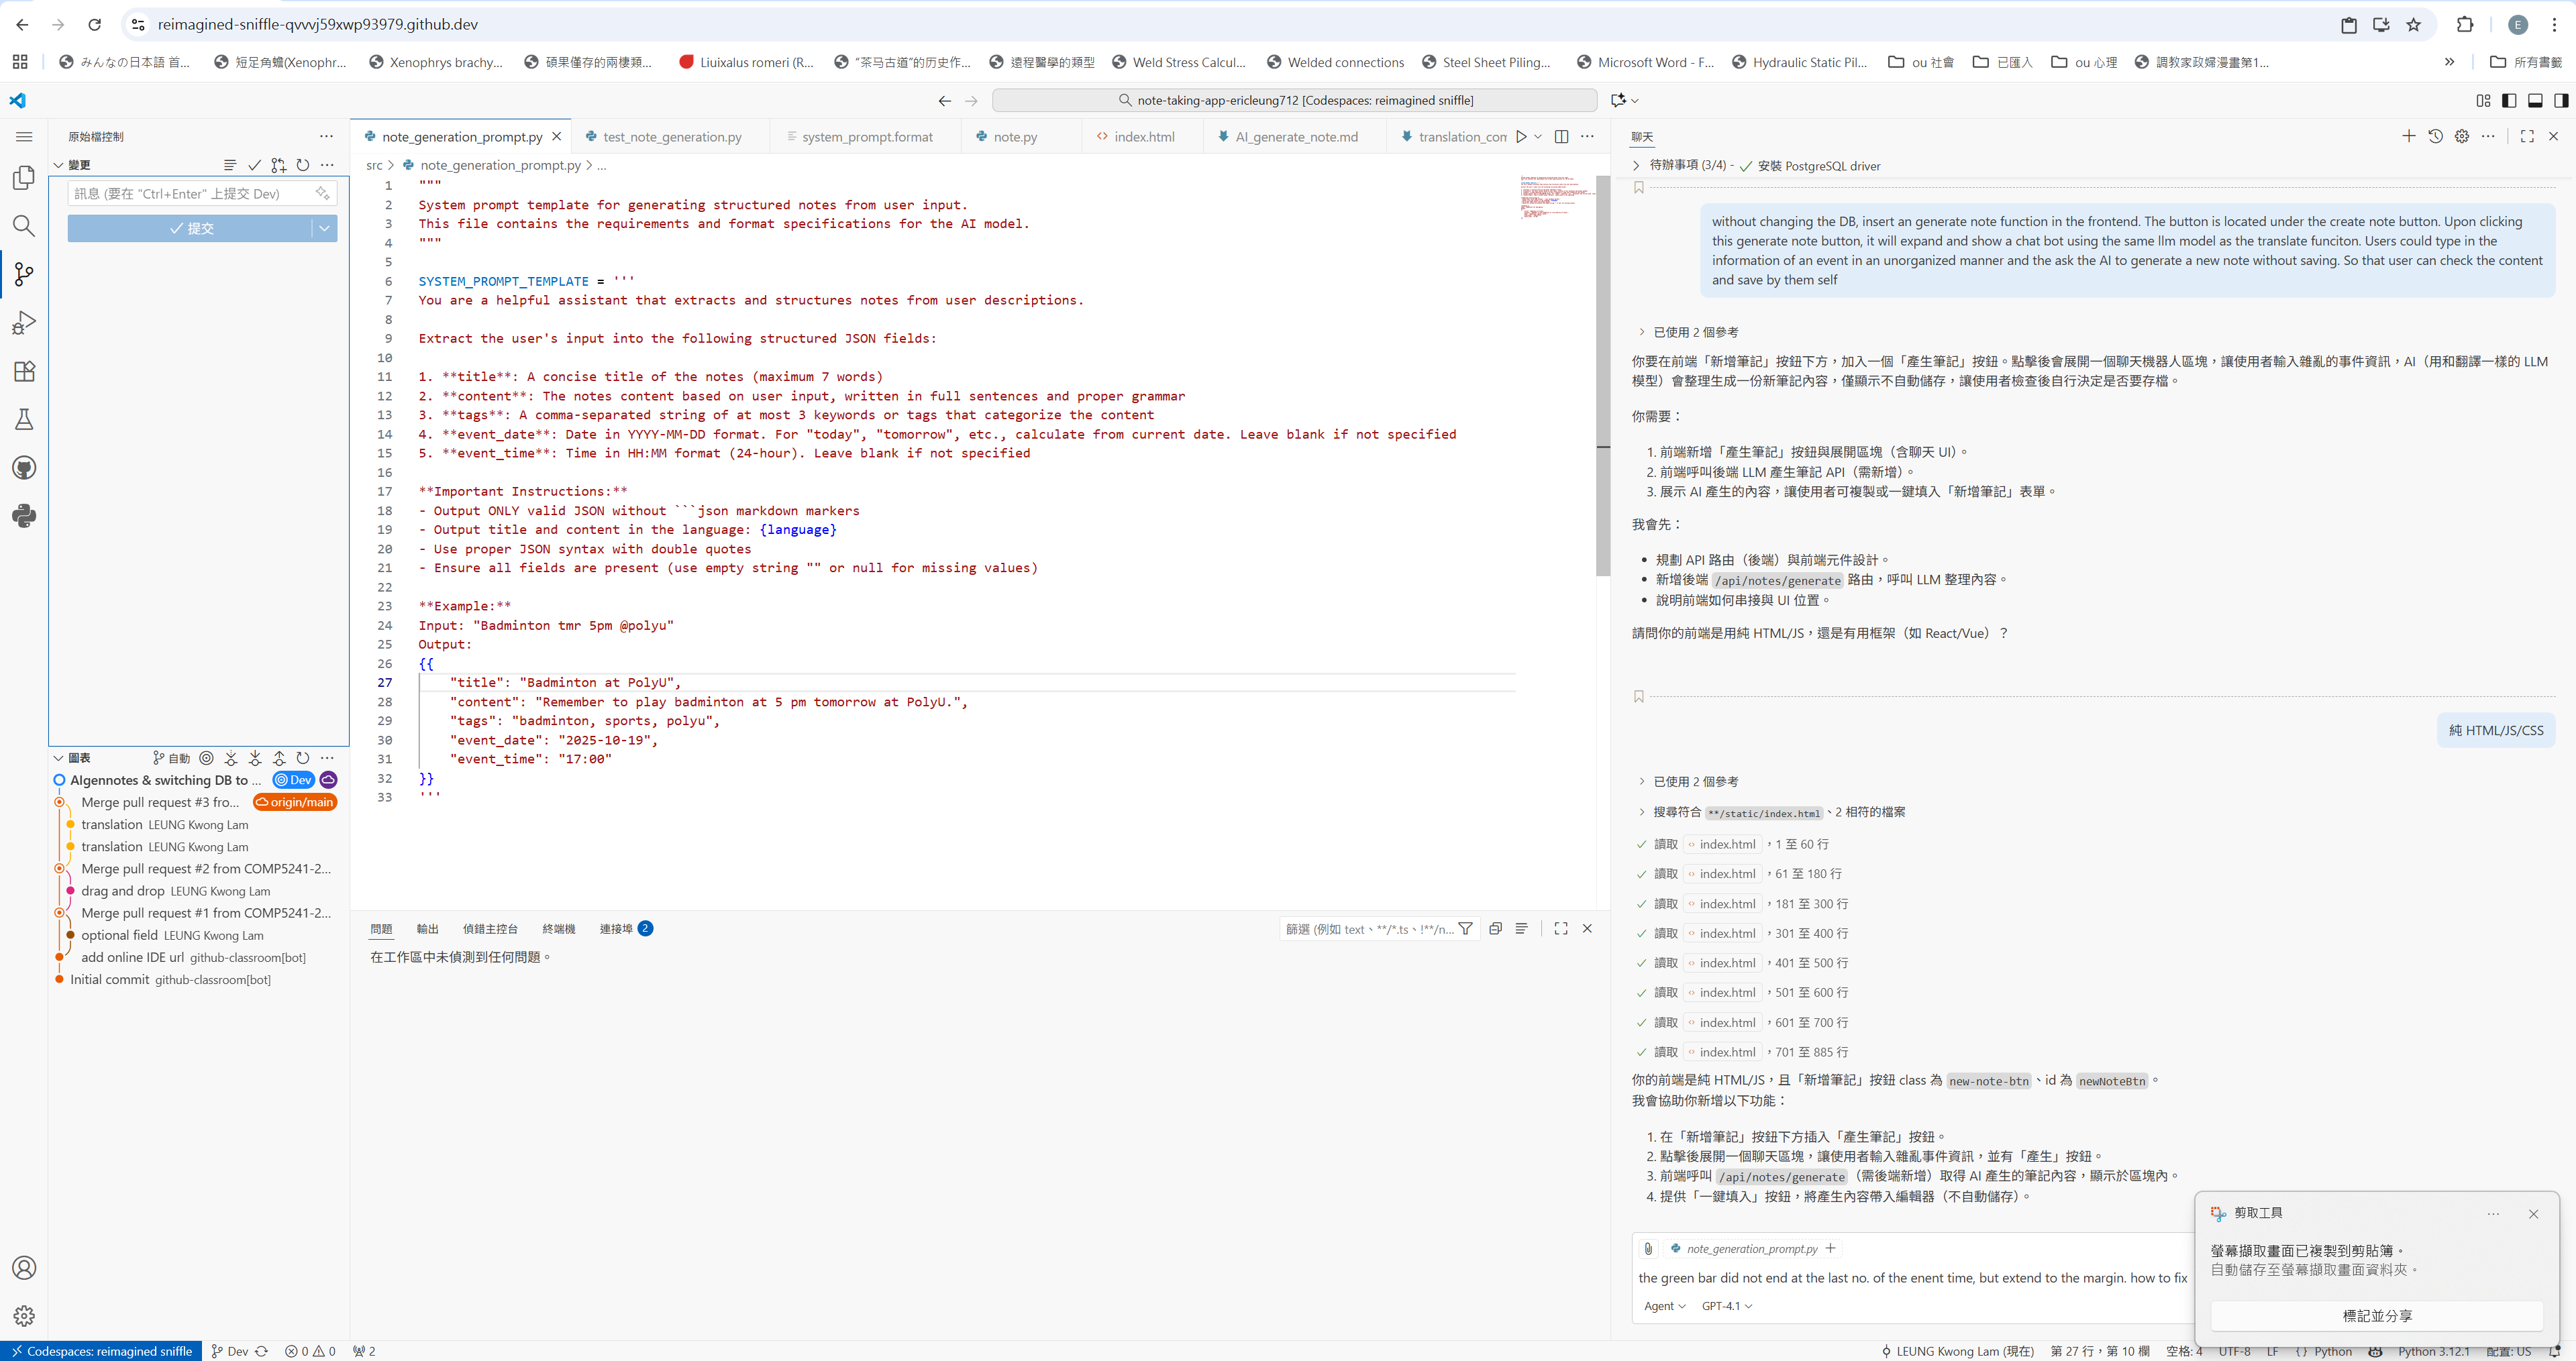 reimagined-sniffle-qvvvj59xwp93979.github.dev
E
みんなの日本語 首...
短足角蟾(Xenophr...
Xenophrys brachy...
碩果僅存的兩棲類...
Liuixalus romeri (R...
“茶马古道”的历史作...
遠程醫學的類型
Weld Stress Calcul...
Welded connections
Steel Sheet Piling...
Microsoft Word - F...
Hydraulic Static Pil...
ou 社會
已匯入
ou 心理
調教家政婦漫畫第1...
所有書籤
note-taking-app-ericleung712 [Codespaces: reimagined sniffle]
原始檔控制
變更
訊息 (要在 "Ctrl+Enter" 上提交 Dev)
提交
圖表
自動
AIgennotes & switching DB to ...
Dev
Merge pull request #3 fro...
origin/main
translation LEUNG Kwong Lam
translation LEUNG Kwong Lam
Merge pull request #2 from COMP5241-2...
drag and drop LEUNG Kwong Lam
Merge pull request #1 from COMP5241-2...
optional field LEUNG Kwong Lam
add online IDE url github-classroom[bot]
Initial commit github-classroom[bot]
note_generation_prompt.py
test_note_generation.py
system_prompt.format
note.py
index.html
AI_generate_note.md
translation_con
src > note_generation_prompt.py > ...
1 """
2 System prompt template for generating structured notes from user input.
3 This file contains the requirements and format specifications for the AI model.
4 """
5
6 SYSTEM_PROMPT_TEMPLATE = '''
7 You are a helpful assistant that extracts and structures notes from user descriptions.
8
9 Extract the user's input into the following structured JSON fields:
10
11 1. **title**: A concise title of the notes (maximum 7 words)
12 2. **content**: The notes content based on user input, written in full sentences and proper grammar
13 3. **tags**: A comma-separated string of at most 3 keywords or tags that categorize the content
14 4. **event_date**: Date in YYYY-MM-DD format. For "today", "tomorrow", etc., calculate from current date. Leave blank if not specified
15 5. **event_time**: Time in HH:MM format (24-hour). Leave blank if not specified
16
17 **Important Instructions:**
18 - Output ONLY valid JSON without ```json markdown markers
19 - Output title and content in the language: {language}
20 - Use proper JSON syntax with double quotes
21 - Ensure all fields are present (use empty string "" or null for missing values)
22
23 **Example:**
24 Input: "Badminton tmr 5pm @polyu"
25 Output:
26 {{
27 "title": "Badminton at PolyU",
28 "content": "Remember to play badminton at 5 pm tomorrow at PolyU.",
29 "tags": "badminton, sports, polyu",
30 "event_date": "2025-10-19",
31 "event_time": "17:00"
32 }}
33 '''
問題
輸出
偵錯主控台
終端機
連接埠 2
篩選 (例如 text、**/*.ts、!**/n...
在工作區中未偵測到任何問題。
聊天
待辦事項 (3/4) - 安裝 PostgreSQL driver
without changing the DB, insert an generate note function in the frontend. The button is located under the create note button. Upon clicking
this generate note button, it will expand and show a chat bot using the same llm model as the translate funciton. Users could type in the
information of an event in an unorganized manner and the ask the AI to generate a new note without saving. So that user can check the content
and save by them self
已使用 2 個參考
你要在前端「新增筆記」按鈕下方，加入一個「產生筆記」按鈕。點擊後會展開一個聊天機器人區塊，讓使用者輸入雜亂的事件資訊，AI（用和翻譯一樣的 LLM
模型）會整理生成一份新筆記內容，僅顯示不自動儲存，讓使用者檢查後自行決定是否要存檔。
你需要：
1. 前端新增「產生筆記」按鈕與展開區塊（含聊天 UI）。
2. 前端呼叫後端 LLM 產生筆記 API（需新增）。
3. 展示 AI 產生的內容，讓使用者可複製或一鍵填入「新增筆記」表單。
我會先：
• 規劃 API 路由（後端）與前端元件設計。
• 新增後端 /api/notes/generate 路由，呼叫 LLM 整理內容。
• 說明前端如何串接與 UI 位置。
請問你的前端是用純 HTML/JS，還是有用框架（如 React/Vue）？
純 HTML/JS/CSS
已使用 2 個參考
搜尋符合 **/static/index.html、2 相符的檔案
讀取 index.html，1 至 60 行
讀取 index.html，61 至 180 行
讀取 index.html，181 至 300 行
讀取 index.html，301 至 400 行
讀取 index.html，401 至 500 行
讀取 index.html，501 至 600 行
讀取 index.html，601 至 700 行
讀取 index.html，701 至 885 行
你的前端是純 HTML/JS，且「新增筆記」按鈕 class 為 new-note-btn、id 為 newNoteBtn。
我會協助你新增以下功能：
1. 在「新增筆記」按鈕下方插入「產生筆記」按鈕。
2. 點擊後展開一個聊天區塊，讓使用者輸入雜亂事件資訊，並有「產生」按鈕。
3. 前端呼叫 /api/notes/generate（需後端新增）取得 AI 產生的筆記內容，顯示於區塊內。
4. 提供「一鍵填入」按鈕，將產生內容帶入編輯器（不自動儲存）。
note_generation_prompt.py
the green bar did not end at the last no. of the enent time, but extend to the margin. how to fix
Agent
GPT-4.1
剪取工具
螢幕擷取畫面已複製到剪貼簿。
自動儲存至螢幕擷取畫面資料夾。
標記並分享
Codespaces: reimagined sniffle
Dev
0
0
2
LEUNG Kwong Lam (現在)
第 27 行，第 10 欄
空格: 4
UTF-8
LF
{ } Python
Python 3.12.1
配置: US